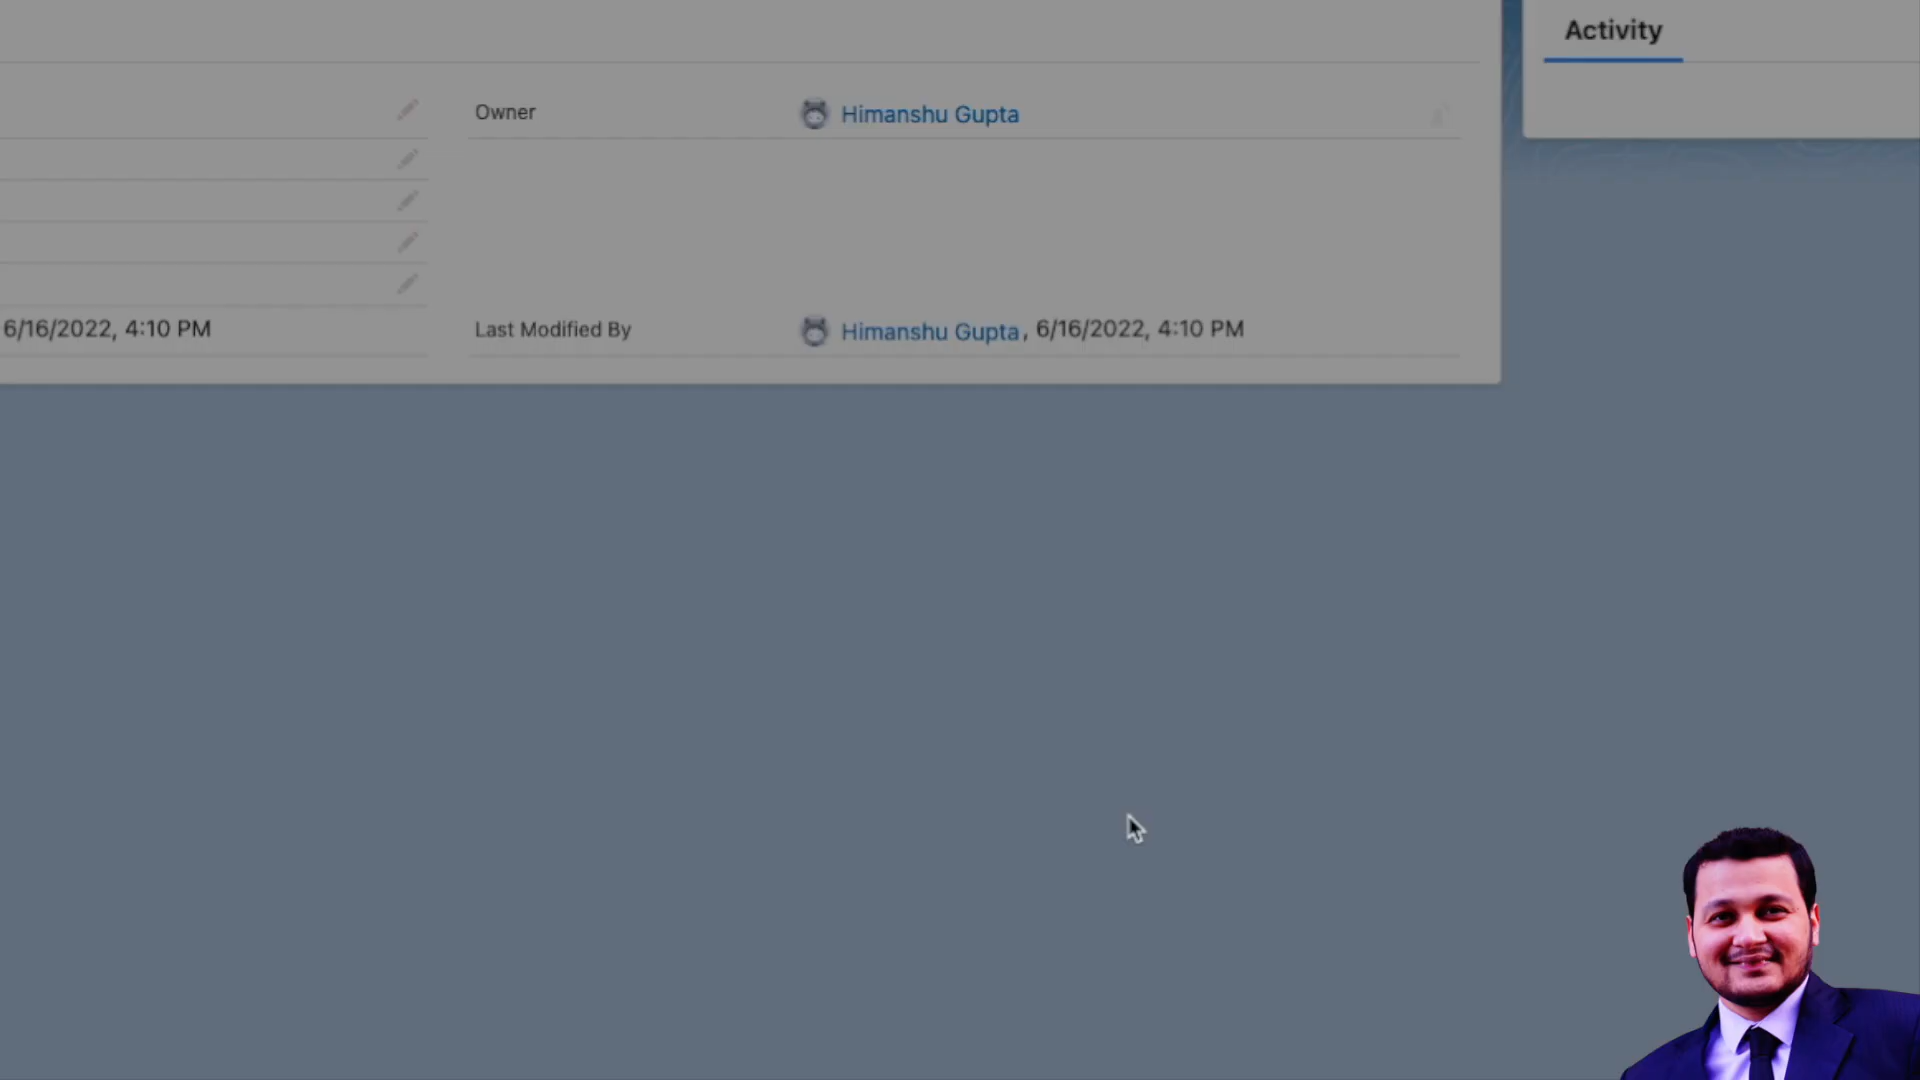 Activity
Owner Himanshu Gupta
6/16/2022, 4:10 PM Last Modified By Himanshu Gupta, 6/16/2022, 4:10 PM